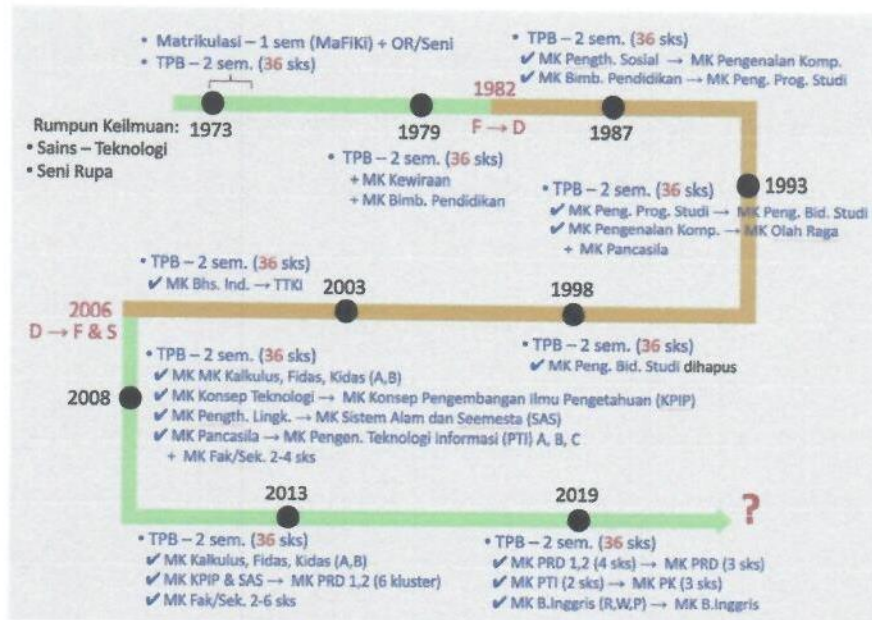 • Matrikulasi – 1 sem (MaFiKi) + OR/Seni
• TPB – 2 sem. (36 sks)
• TPB – 2 sem. (36 sks)
✔ MK Pength. Sosial → MK Pengenalan Komp.
✔ MK Bimb. Pendidikan → MK Peng. Prog. Studi
1982
F → D
1973
1979
1987
Rumpun Keilmuan:
• Sains – Teknologi
• Seni Rupa
• TPB – 2 sem. (36 sks)
+ MK Kewiraan
+ MK Bimb. Pendidikan
1993
• TPB – 2 sem. (36 sks)
✔ MK Peng. Prog. Studi → MK Peng. Bid. Studi
✔ MK Pengenalan Komp. → MK Olah Raga
+ MK Pancasila
• TPB – 2 sem. (36 sks)
✔ MK Bhs. Ind. → TTKI
2003
1998
2006
D → F & S
• TPB – 2 sem. (36 sks)
✔ MK Peng. Bid. Studi dihapus
2008
• TPB – 2 sem. (36 sks)
✔ MK MK Kalkulus, Fidas, Kidas (A,B)
✔ MK Konsep Teknologi → MK Konsep Pengembangan Ilmu Pengetahuan (KPIP)
✔ MK Pength. Lingk. → MK Sistem Alam dan Seemesta (SAS)
✔ MK Pancasila → MK Pengen. Teknologi Informasi (PTI) A, B, C
+ MK Fak/Sek. 2-4 sks
2013
2019
?
• TPB – 2 sem. (36 sks)
✔ MK Kalkulus, Fidas, Kidas (A,B)
✔ MK KPIP & SAS → MK PRD 1,2 (6 kluster)
✔ MK Fak/Sek. 2-6 sks
• TPB – 2 sem. (36 sks)
✔ MK PRD 1,2 (4 sks) → MK PRD (3 sks)
✔ MK PTI (2 sks) → MK PK (3 sks)
✔ MK B.Inggris (R,W,P) → MK B.Inggris